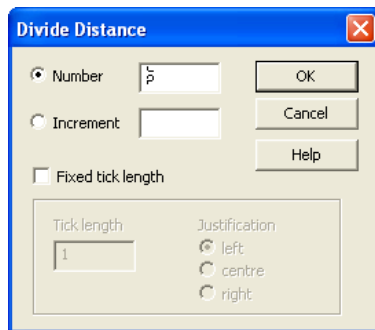 Divide Distance
Number
OK
Increment
Cancel
Help
Fixed tick length
Tick length
1
Justification
left
centre
right